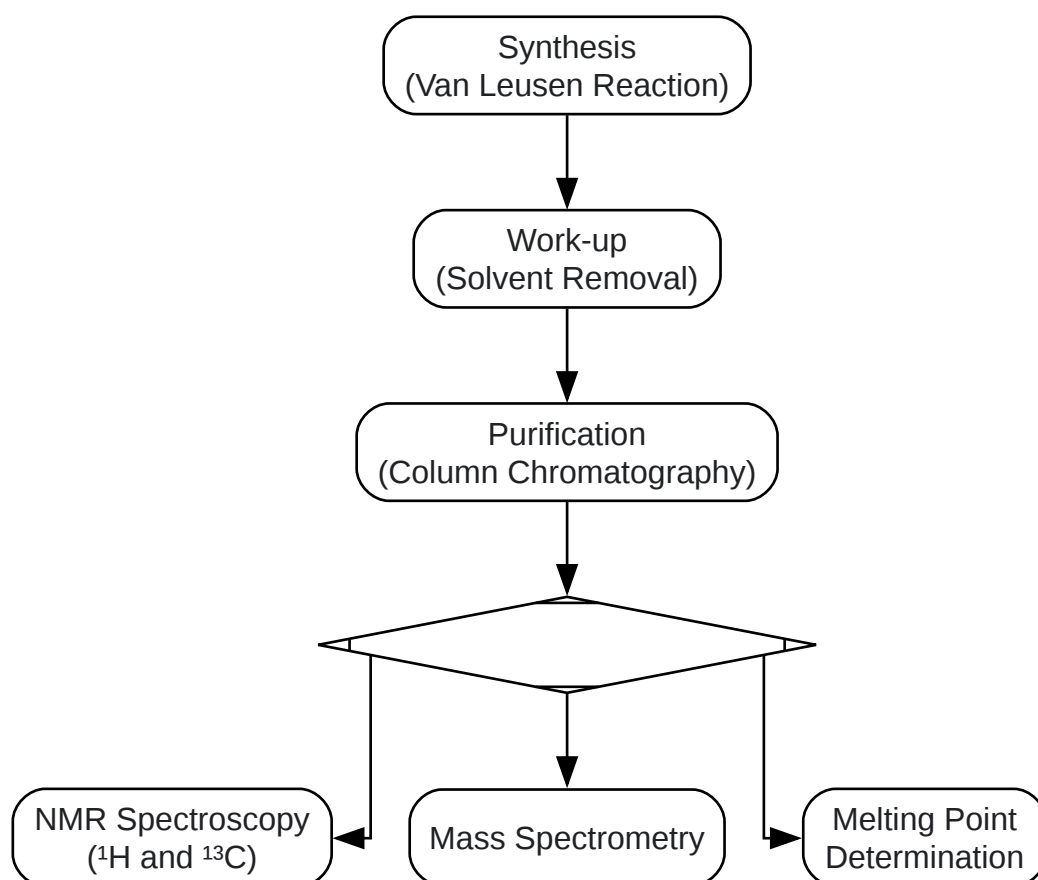 Synthesis
(Van Leusen Reaction)
Work-up
(Solvent Removal)
Purification
(Column Chromatography)
NMR Spectroscopy
(¹H and ¹³C)
Mass Spectrometry
Melting Point
Determination